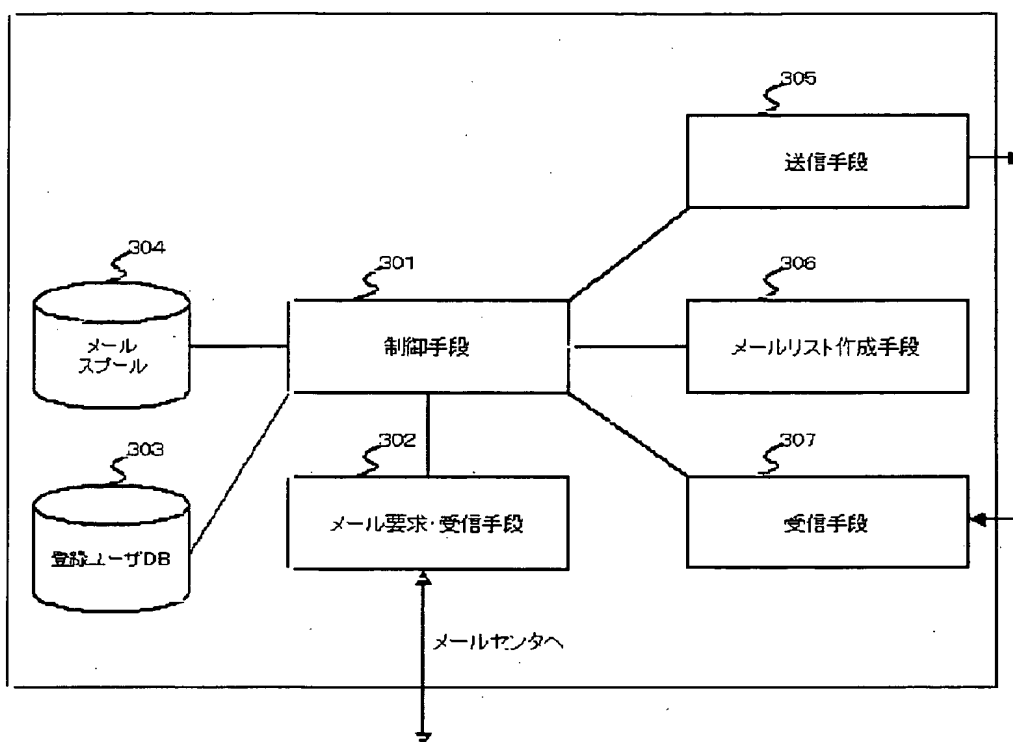 305
送信手段
304
メール
スプール
301
制御手段
306
メールリスト作成手段
303
登録ユーザDB
302
メール要求・受信手段
307
受信手段
メールセンタへ